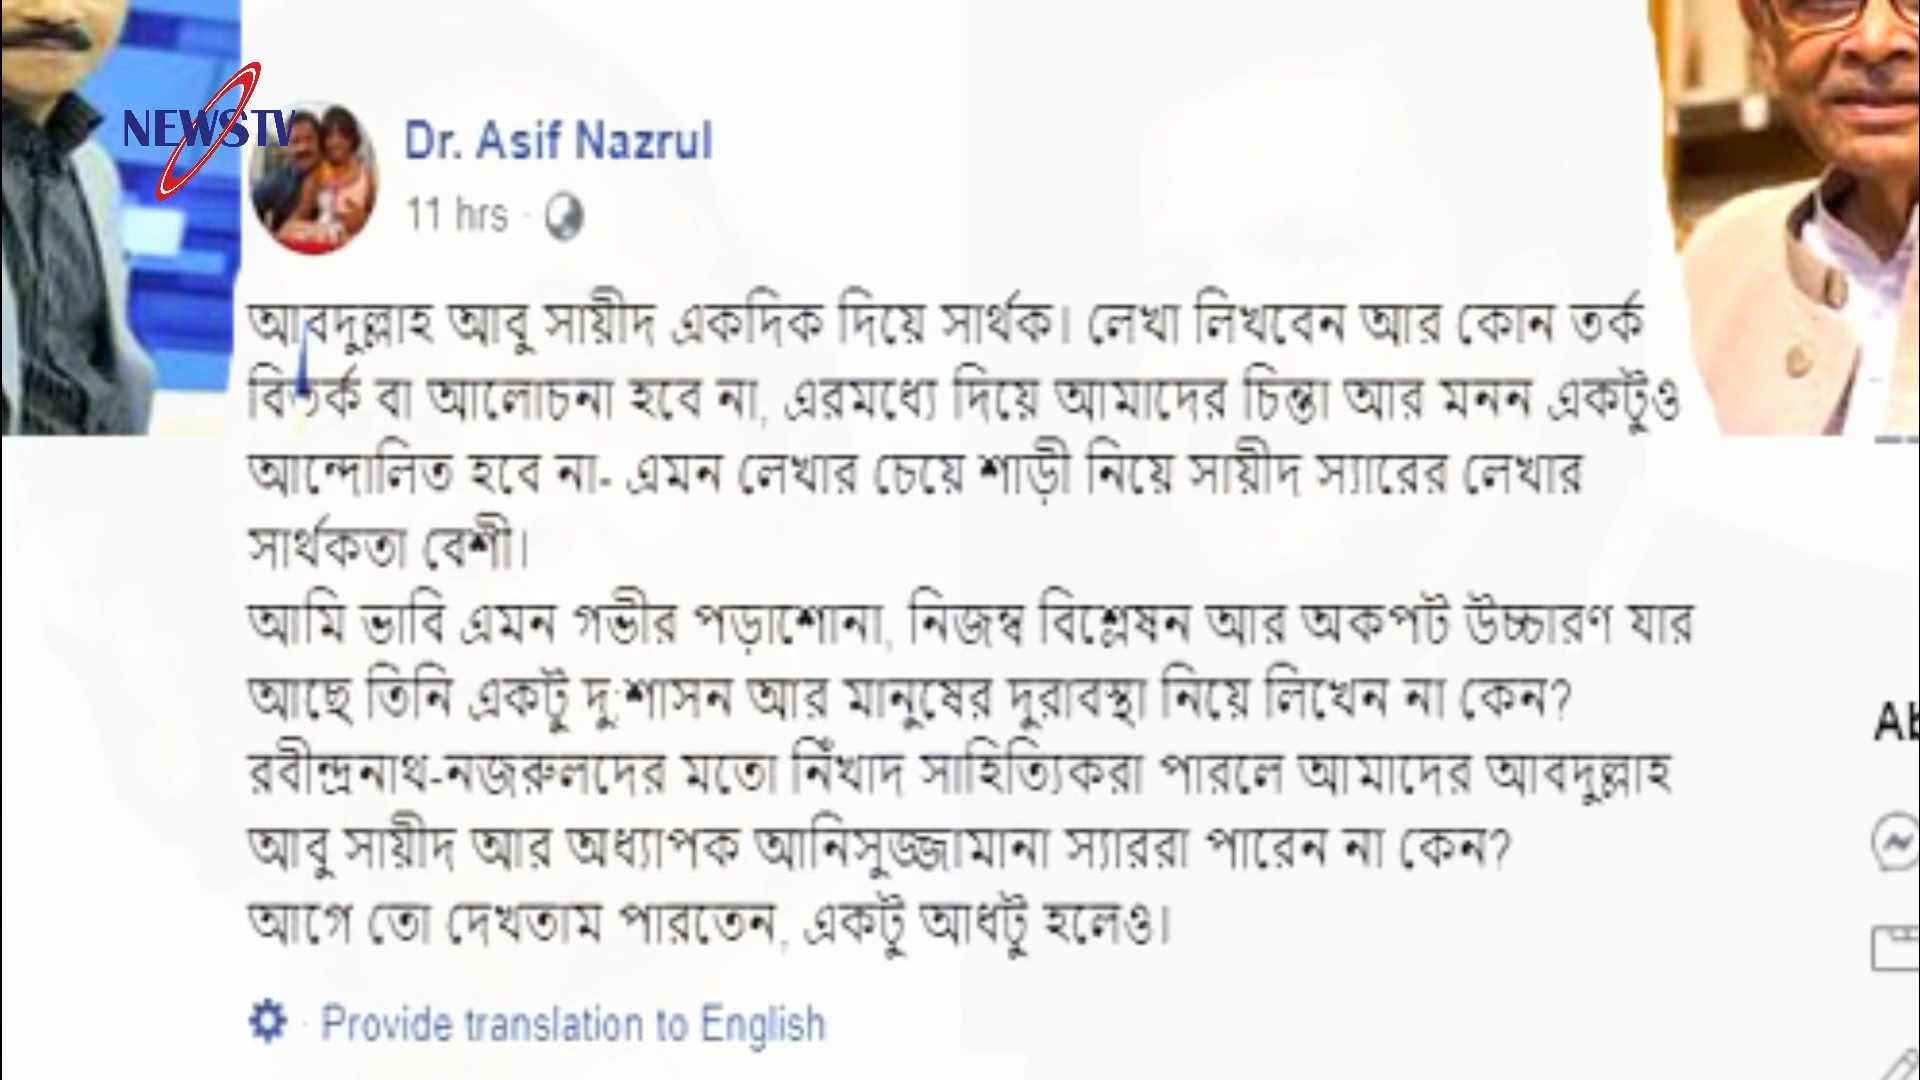 NEWSTV
Dr. Asif Nazrul
11 hrs ·
আবদুল্লাহ আবু সায়ীদ একদিক দিয়ে সার্থক। লেখা লিখবেন আর কোন তর্ক
বিতর্ক বা আলোচনা হবে না, এরমধ্যে দিয়ে আমাদের চিন্তা আর মনন একটুও
আন্দোলিত হবে না- এমন লেখার চেয়ে শাড়ী নিয়ে সায়ীদ স্যারের লেখার
সার্থকতা বেশী।
আমি ভাবি এমন গভীর পড়াশোনা, নিজস্ব বিশ্লেষন আর অকপট উচ্চারণ যার
আছে তিনি একটু দু:শাসন আর মানুষের দুরাবস্থা নিয়ে লিখেন না কেন?
রবীন্দ্রনাথ-নজরুলদের মতো নিঁখাদ সাহিত্যিকরা পারলে আমাদের আবদুল্লাহ
আবু সায়ীদ আর অধ্যাপক আনিসুজ্জামানা স্যাররা পারেন না কেন?
আগে তো দেখতাম পারতেন, একটু আধটু হলেও।
· Provide translation to English